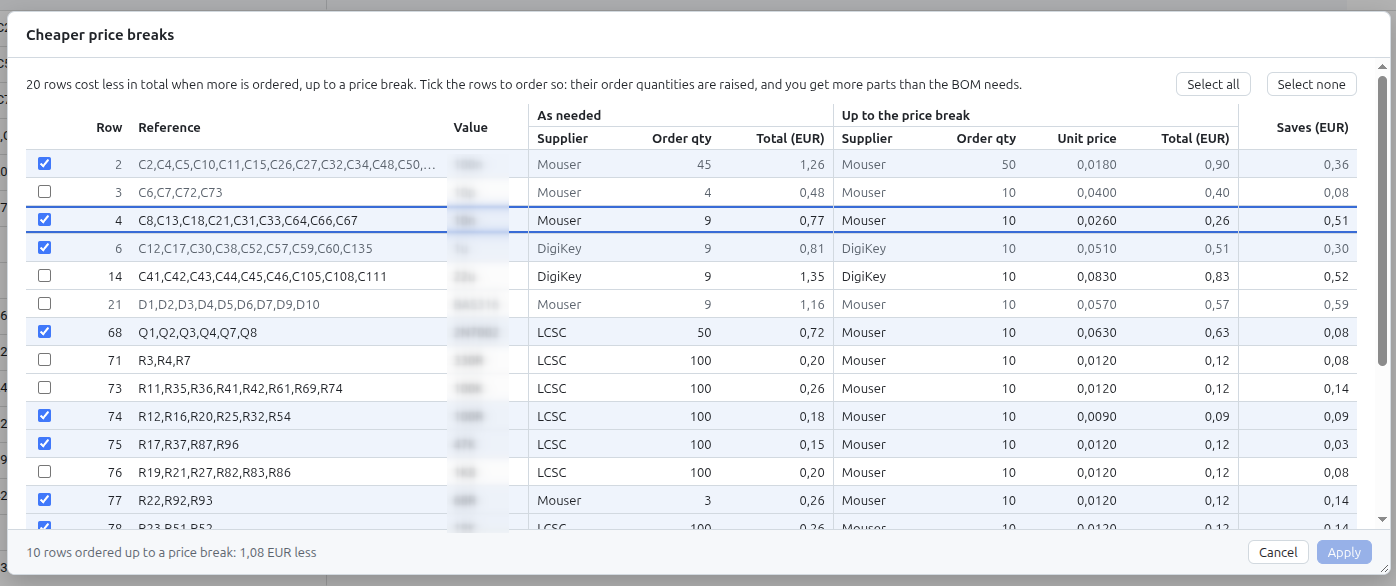 Cheaper price breaks
20 rows cost less in total when more is ordered, up to a price break. Tick the rows to order so: their order quantities are raised, and you get more parts than the BOM needs. Select all Select none
As needed Up to the price break
Row Reference Value Saves (EUR)
Supplier Order qty Total (EUR) Supplier Order qty Unit price Total (EUR)
2 C2,C4,C5,C10,C11,C15,C26,C27,C32,C34,C48,C50,… Mouser 45 1,26 Mouser 50 0,0180 0,90 0,36
3 C6,C7,C72,C73 Mouser 4 0,48 Mouser 10 0,0400 0,40 0,08
4 C8,C13,C18,C21,C31,C33,C64,C66,C67 Mouser 9 0,77 Mouser 10 0,0260 0,26 0,51
6 C12,C17,C30,C38,C52,C57,C59,C60,C135 DigiKey 9 0,81 DigiKey 10 0,0510 0,51 0,30
14 C41,C42,C43,C44,C45,C46,C105,C108,C111 DigiKey 9 1,35 DigiKey 10 0,0830 0,83 0,52
21 D1,D2,D3,D4,D5,D6,D7,D9,D10 Mouser 9 1,16 Mouser 10 0,0570 0,57 0,59
68 Q1,Q2,Q3,Q4,Q7,Q8 LCSC 50 0,72 Mouser 10 0,0630 0,63 0,08
71 R3,R4,R7 LCSC 100 0,20 Mouser 10 0,0120 0,12 0,08
73 R11,R35,R36,R41,R42,R61,R69,R74 LCSC 100 0,26 Mouser 10 0,0120 0,12 0,14
74 R12,R16,R20,R25,R32,R54 LCSC 100 0,18 Mouser 10 0,0090 0,09 0,09
75 R17,R37,R87,R96 LCSC 100 0,15 Mouser 10 0,0120 0,12 0,03
76 R19,R21,R27,R82,R83,R86 LCSC 100 0,20 Mouser 10 0,0120 0,12 0,08
77 R22,R92,R93 Mouser 3 0,26 Mouser 10 0,0120 0,12 0,14
78 R23,R51,R52 LCSC 100 0,26 Mouser 10 0,0120 0,12 0,14
10 rows ordered up to a price break: 1,08 EUR less Cancel Apply